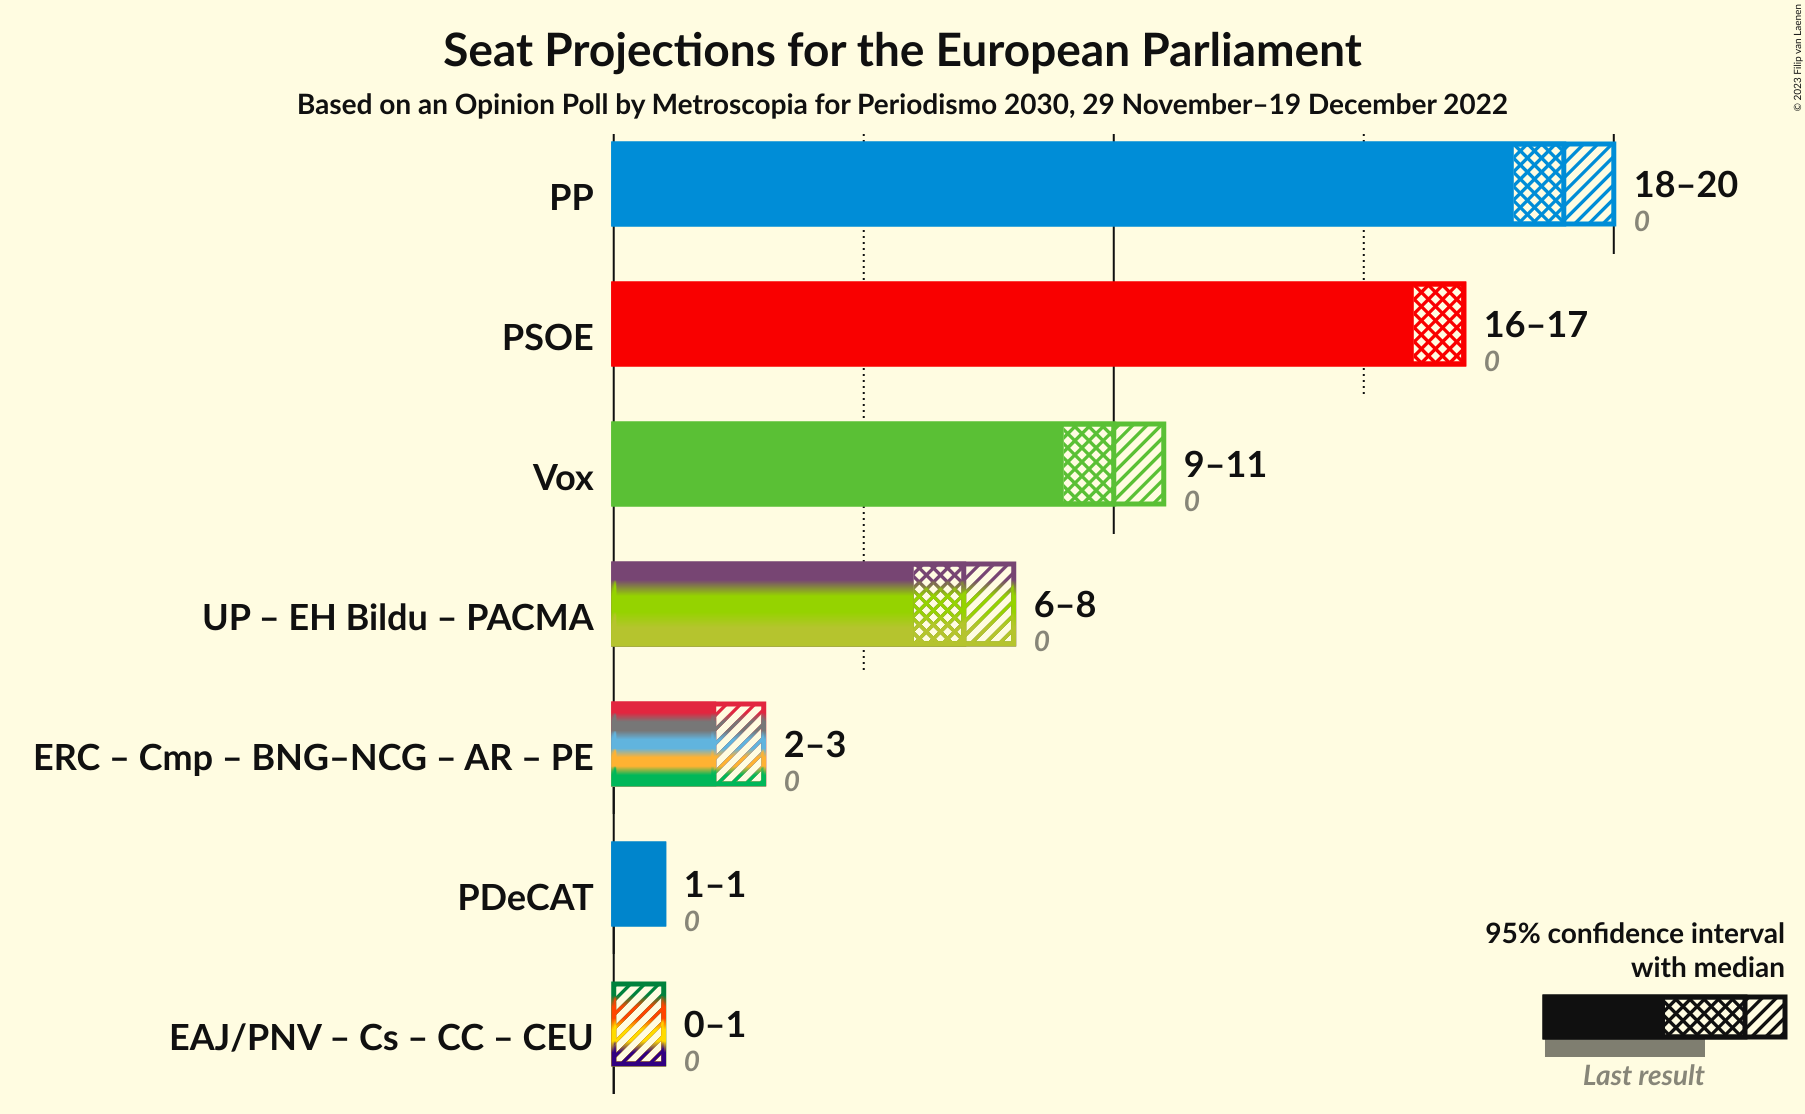 Seat Projections for the European Parliament
Based on an Opinion Poll by Metroscopia for Periodismo 2030, 29 November–19 December 2022
© 2023 Filip van Laenen
PP
18–20
0
PSOE
16–17
0
Vox
9–11
0
UP – EH Bildu – PACMA
6–8
0
ERC – Cmp – BNG–NCG – AR – PE
2–3
0
PDeCAT
1–1
0
EAJ/PNV – Cs – CC – CEU
0–1
0
95% confidence interval
with median
Last result